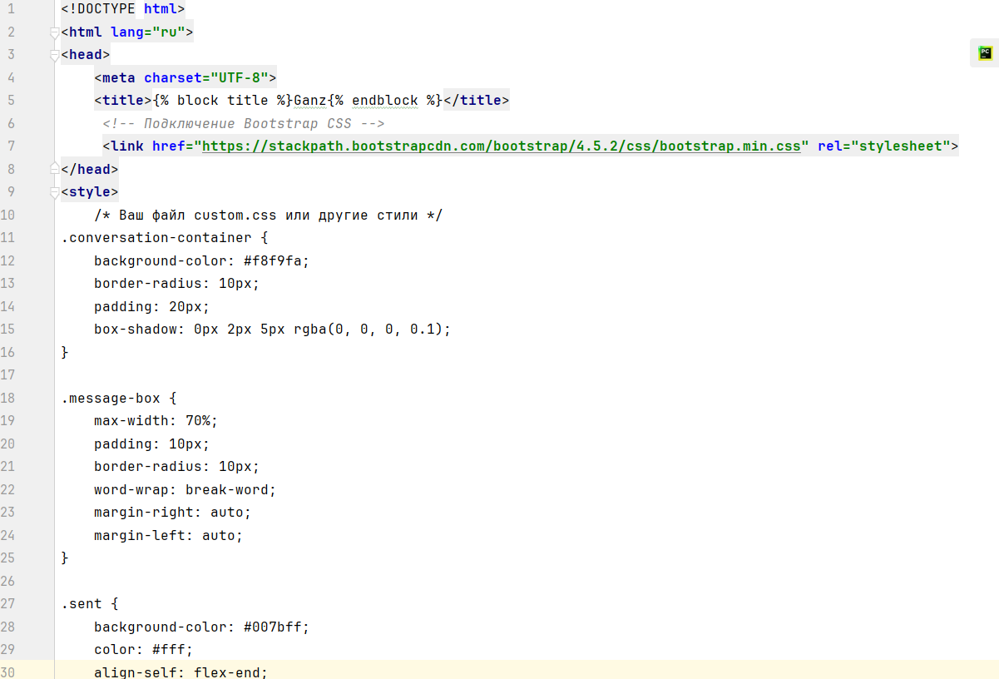 1 <!DOCTYPE html>
2 <html lang="ru">
3 <head>
4     <meta charset="UTF-8">
5     <title>{% block title %}Ganz{% endblock %}</title>
6      <!-- Подключение Bootstrap CSS -->
7      <link href="https://stackpath.bootstrapcdn.com/bootstrap/4.5.2/css/bootstrap.min.css" rel="stylesheet">
8 </head>
9 <style>
10     /* Ваш файл custom.css или другие стили */
11 .conversation-container {
12     background-color: #f8f9fa;
13     border-radius: 10px;
14     padding: 20px;
15     box-shadow: 0px 2px 5px rgba(0, 0, 0, 0.1);
16 }
17
18 .message-box {
19     max-width: 70%;
20     padding: 10px;
21     border-radius: 10px;
22     word-wrap: break-word;
23     margin-right: auto;
24     margin-left: auto;
25 }
26
27 .sent {
28     background-color: #007bff;
29     color: #fff;
30     align-self: flex-end;
PC